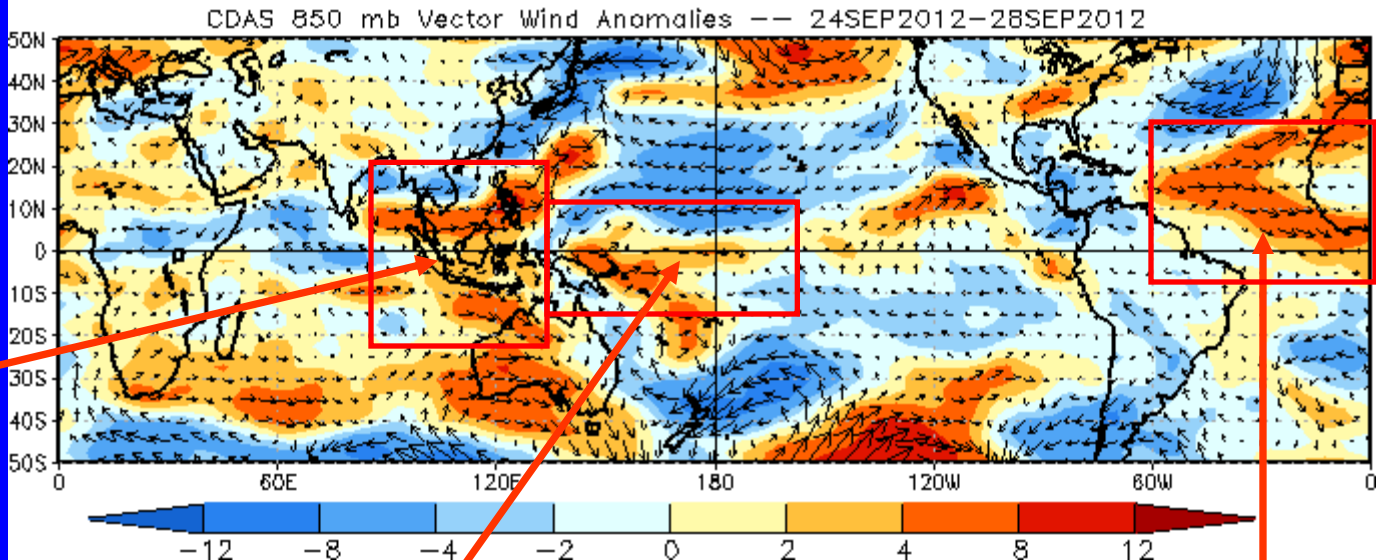 CDAS 850 mb Vector Wind Anomalies –– 24SEP2012–28SEP2012
50N
40N
30N
20N
10N
0
10S
20S
30S
40S
50S
0 60E 120E 180 120W 60W 0
−12 −8 −4 −2 0 2 4 8 12